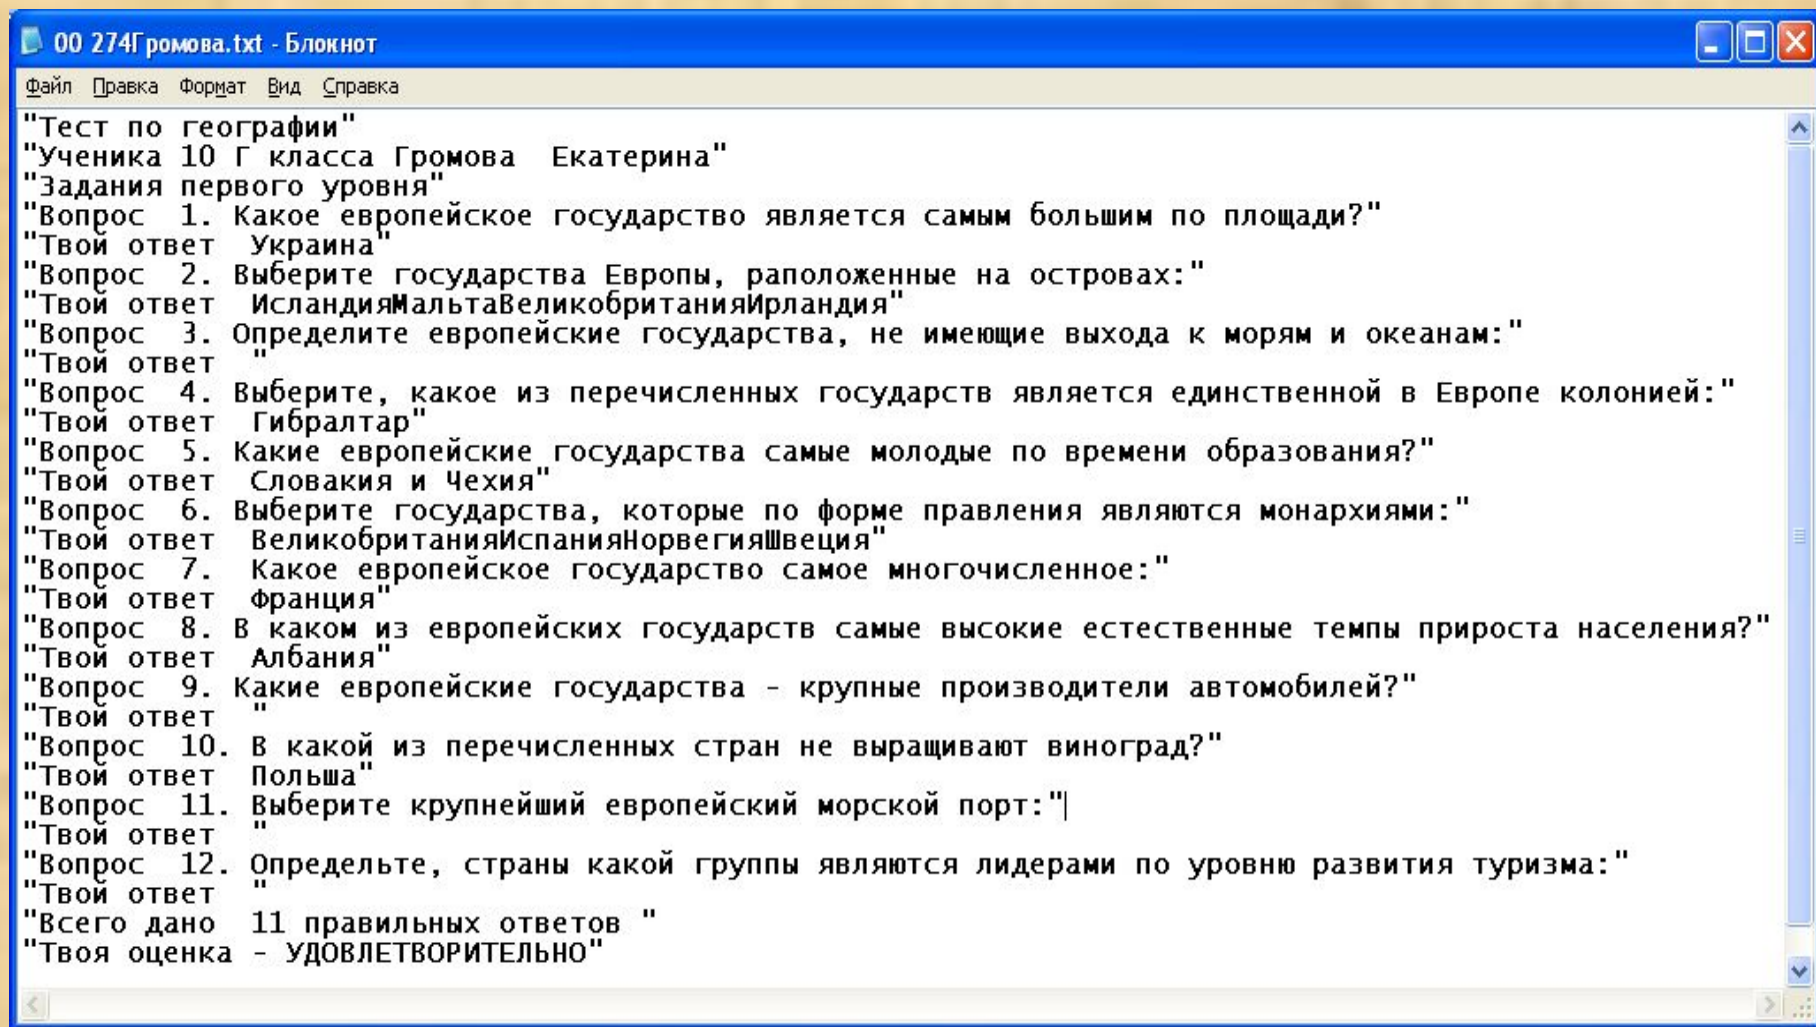 00 274Громова.txt - Блокнот
Файл Правка Формат Вид Справка
"Тест по географии"
"Ученика 10 Г класса Громова  Екатерина"
"Задания первого уровня"
"Вопрос  1. Какое европейское государство является самым большим по площади?"
"Твой ответ  Украина"
"Вопрос  2. Выберите государства Европы, раположенные на островах:"
"Твой ответ  ИсландияМальтаВеликобританияИрландия"
"Вопрос  3. Определите европейские государства, не имеющие выхода к морям и океанам:"
"Твой ответ  "
"Вопрос  4. Выберите, какое из перечисленных государств является единственной в Европе колонией:"
"Твой ответ  Гибралтар"
"Вопрос  5. Какие европейские государства самые молодые по времени образования?"
"Твой ответ  Словакия и Чехия"
"Вопрос  6. Выберите государства, которые по форме правления являются монархиями:"
"Твой ответ  ВеликобританияИспанияНорвегияШвеция"
"Вопрос  7.  Какое европейское государство самое многочисленное:"
"Твой ответ  Франция"
"Вопрос  8. В каком из европейских государств самые высокие естественные темпы прироста населения?"
"Твой ответ  Албания"
"Вопрос  9. Какие европейские государства - крупные производители автомобилей?"
"Твой ответ  "
"Вопрос  10. В какой из перечисленных стран не выращивают виноград?"
"Твой ответ  Польша"
"Вопрос  11. Выберите крупнейший европейский морской порт:"
"Твой ответ  "
"Вопрос  12. Определьте, страны какой группы являются лидерами по уровню развития туризма:"
"Твой ответ  "
"Всего дано  11 правильных ответов "
"Твоя оценка - УДОВЛЕТВОРИТЕЛЬНО"